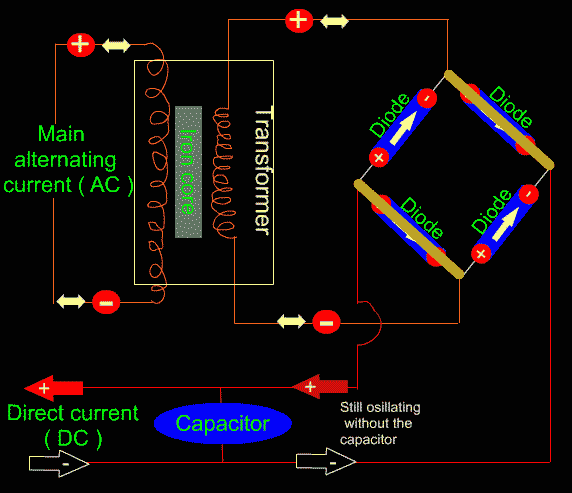 +
+
Main
alternating
current ( AC )
Iron core
Transformer
Diode
Diode
-
+
Diode
Diode
-
+
-
-
+
+
Direct current
( DC )
Capacitor
Still osillating
without the
capacitor
-
-